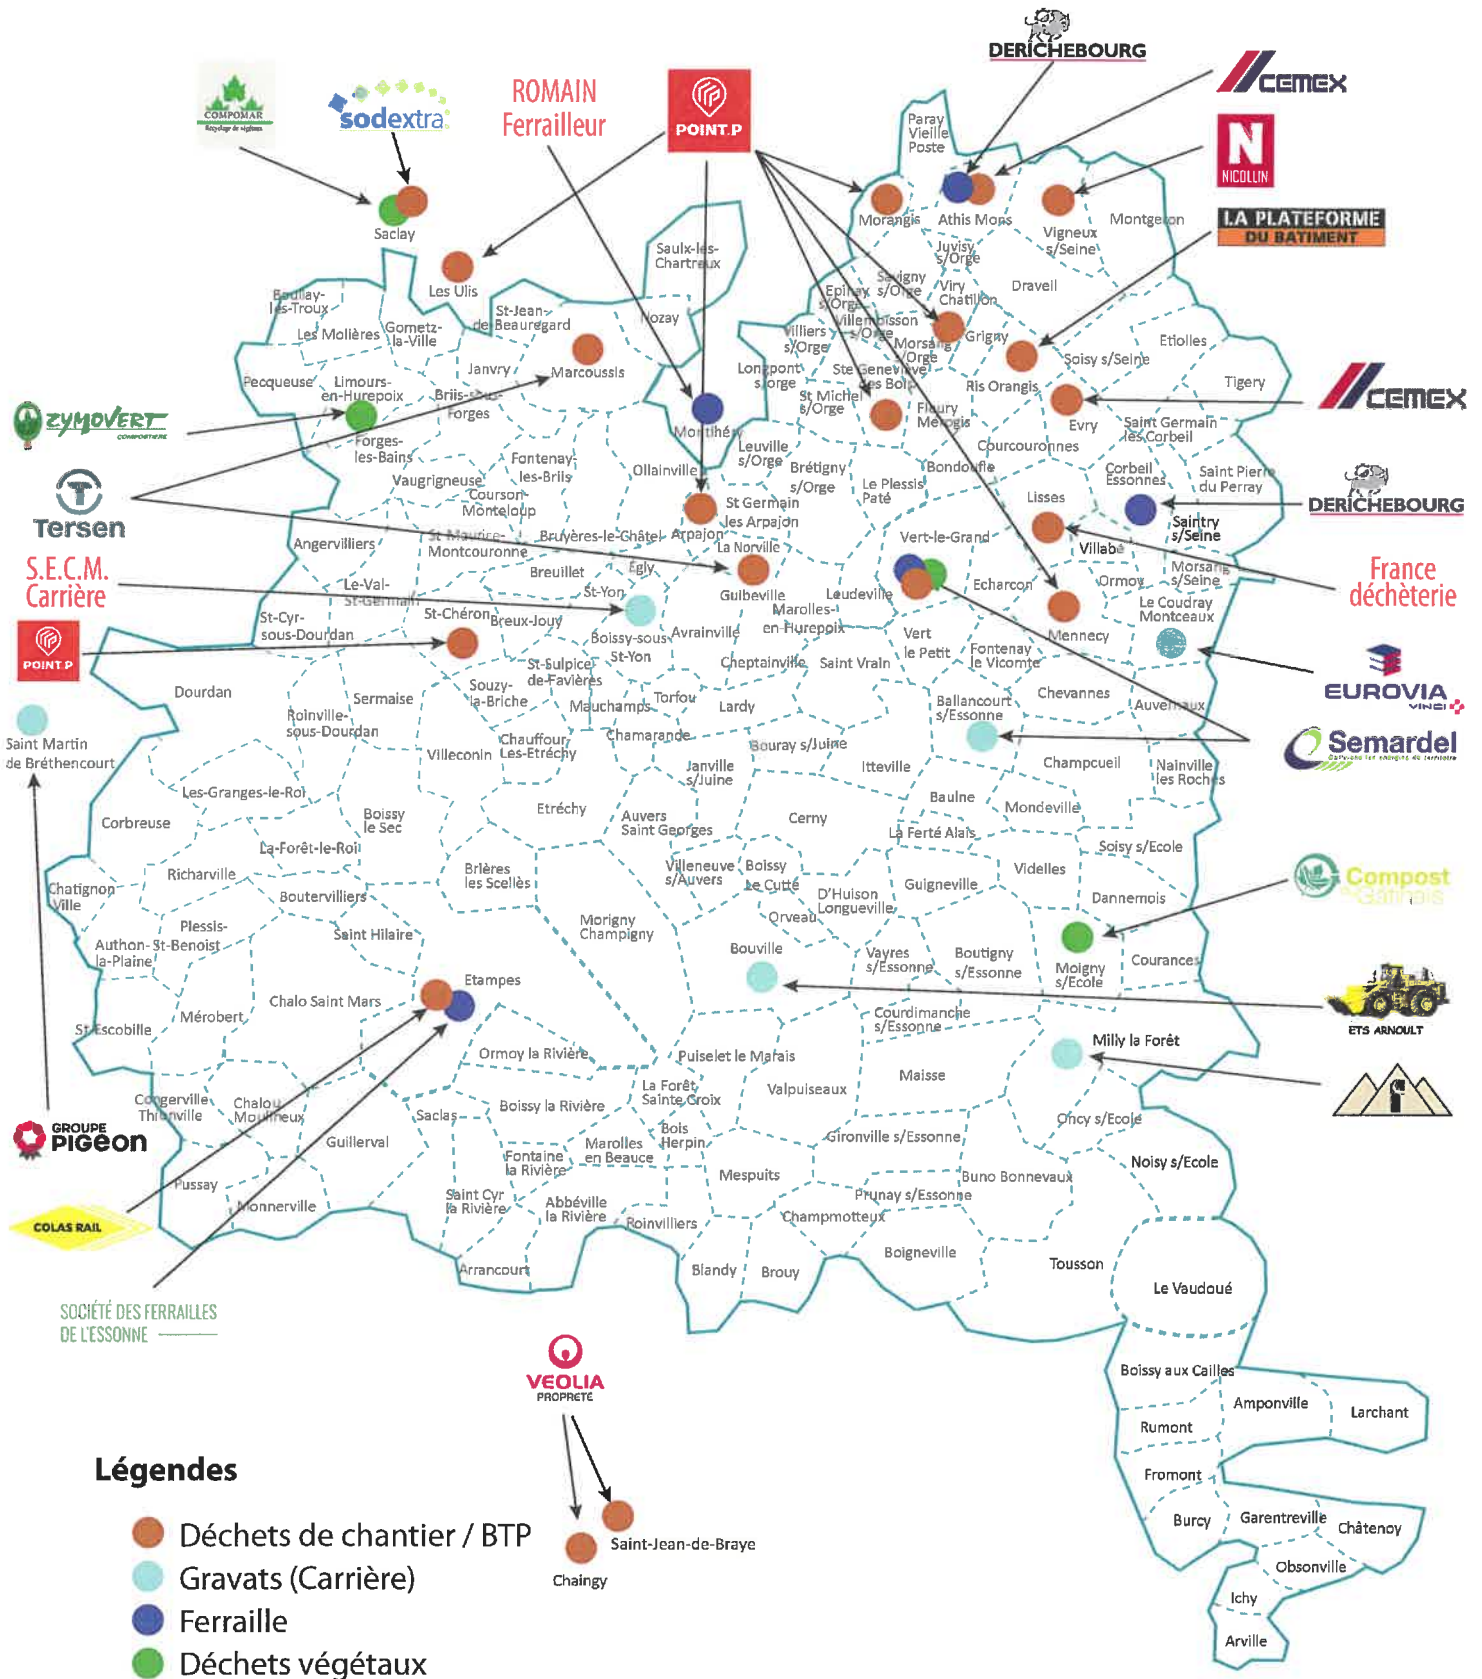 DERICHEBOURG
CEMEX
COMPOMAR
Recyclage de végétaux
sodextra
ROMAIN
Ferrailleur
POINT.P
N
NICOLLIN
LA PLATEFORME
DU BATIMENT
Paray
Vieille
Poste
Morangis
Athis Mons
Vigneux
s/Seine
Montgeron
Saclay
Les Ulis
Saulx-les-
Chartreux
Juvisy
s/Orge
Savigny
s/Orge
Viry
Chatillon
Draveil
Epinay
s/Orge
Boullay-
les-Troux
Les Molières
Gometz-
la-Ville
St-Jean-
de-Beauregard
Nozay
Villiers
s/Orge
Villemoisson
s/Orge
Morsang
s/Orge
Grigny
Soisy s/Seine
Etiolles
Tigery
Pecqueuse
Limours-
en-Hurepoix
Janvry
Marcoussis
Briis-sous-
Forges
Longpont
s/orge
Ste Geneviève
des Bois
Ris Orangis
St Michel
s/Orge
Fleury
Merogis
Evry
Saint Germain
les Corbeil
CEMEX
ZYMOVERT
COMPOSTIERE
Forges-
les-Bains
Montlhéry
Leuville
s/Orge
Courcouronnes
Tersen
Vaugrigneuse
Fontenay-
les-Briis
Courson-
Monteloup
Ollainville
Brétigny
s/Orge
Le Plessis
Paté
Bondoufle
Corbeil
Essonnes
Saint Pierre
du Perray
DERICHEBOURG
Lisses
Saintry
s/Seine
St Germain
les Arpajon
Angervilliers
St-Maurice-
Montcouronne
Bruyères-le-Châtel
Arpajon
La Norville
Vert-le-Grand
Villabé
S.E.C.M.
Carrière
Breuillet
Egly
Guibeville
Leudeville
Echarcon
Ormoy
Morsang
s/Seine
France
déchèterie
Le-Val-
St-Germain
St-Yon
Marolles-
en-Hurepoix
Le Coudray
Montceaux
St-Cyr-
sous-Dourdan
St-Chéron
Breux-Jouy
Boissy-sous-
St-Yon
Avrainville
Mennecy
POINT.P
Vert
le Petit
Fontenay
le Vicomte
EUROVIA
VINCI
Dourdan
Sermaise
Souzy-
la-Briche
St-Sulpice-
de-Favières
Cheptainville
Saint Vrain
Chevannes
Auvernaux
Roinville-
sous-Dourdan
Mauchamps
Torfou
Lardy
Ballancourt
s/Essonne
Saint Martin
de Bréthencourt
Villeconin
Chauffour-
Les-Etréchy
Chamarande
Bouray s/Juine
Semardel
Janville
s/Juine
Itteville
Champcueil
Nainville
les Roches
Les-Granges-le-Roi
Corbreuse
Boissy
le Sec
Etréchy
Auvers
Saint Georges
Cerny
Baulne
Mondeville
La Ferté Alais
Soisy s/Ecole
La-Forêt-le-Roi
Richarville
Brières
les Scellès
Villeneuve
s/Auvers
Boissy
Le Cutté
Videlles
Compost
Gâtinais
Chatignon
Ville
Boutervilliers
D'Huison
Longueville
Guigneville
Dannemois
Morigny
Champigny
Orveau
Plessis-
St-Benoist
Authon-
la-Plaine
Saint Hilaire
Bouville
Vayres
s/Essonne
Boutigny
s/Essonne
Moigny
s/Ecole
Courances
Etampes
Chalo Saint Mars
Mérobert
St Escobille
Courdimanche
s/Essonne
ETS ARNOULT
Milly la Forêt
Ormoy la Rivière
Puiselet le Marais
Valpuiseaux
Maisse
La Forêt
Sainte Croix
Congerville
Thionville
Chalou
Moulineux
Saclas
Boissy la Rivière
Oncy s/Ecole
GROUPE
PIGEON
Guillerval
Marolles
en Beauce
Bois
Herpin
Gironville s/Essonne
Fontaine
la Rivière
Noisy s/Ecole
Pussay
Mespuits
Buno Bonnevaux
Monnerville
Saint Cyr
la Rivière
Abbéville
la Rivière
Prunay s/Essonne
COLAS RAIL
Roinvilliers
Champmotteux
Boigneville
Arrancourt
Blandy
Brouy
Tousson
Le Vaudoué
SOCIÉTÉ DES FERRAILLES
DE L'ESSONNE
VEOLIA
PROPRETÉ
Boissy aux Cailles
Amponville
Larchant
Rumont
Fromont
Burcy
Garentreville
Châtenoy
Obsonville
Ichy
Arville
Saint-Jean-de-Braye
Chaingy
Légendes
Déchets de chantier / BTP
Gravats (Carrière)
Ferraille
Déchets végétaux